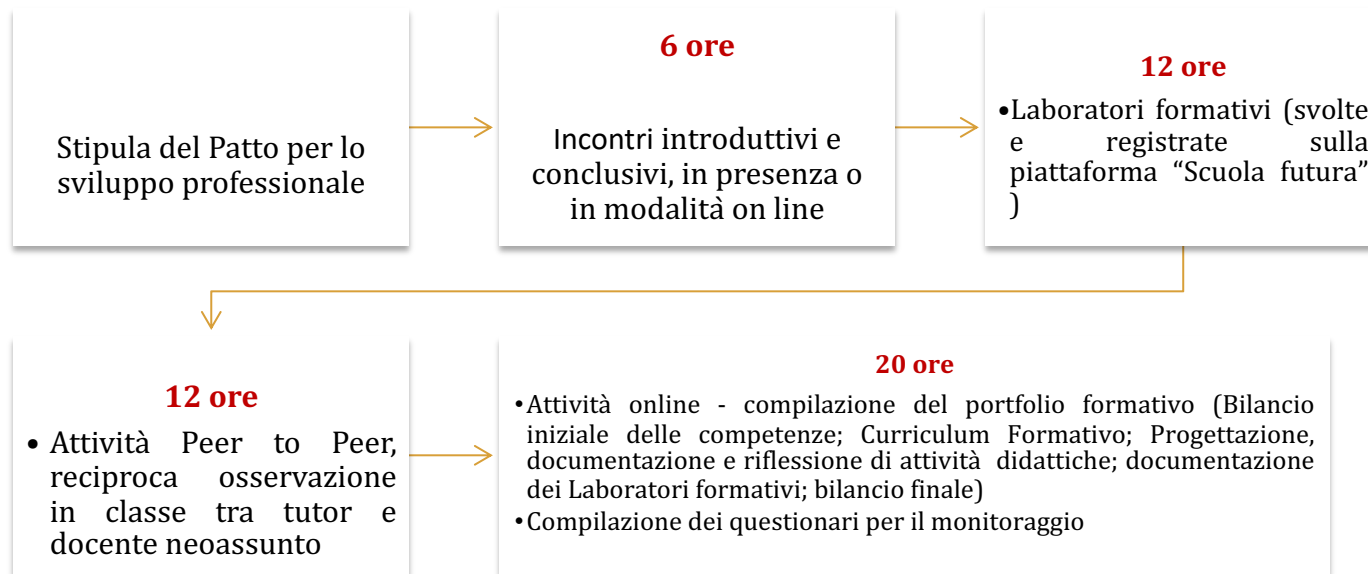 Stipula del Patto per lo
sviluppo professionale
6 ore
Incontri introduttivi e
conclusivi, in presenza o
in modalità on line
12 ore
•Laboratori formativi (svolte
e registrate sulla
piattaforma “Scuola futura”
)
12 ore
• Attività Peer to Peer,
reciproca osservazione
in classe tra tutor e
docente neoassunto
20 ore
•Attività online - compilazione del portfolio formativo (Bilancio
iniziale delle competenze; Curriculum Formativo; Progettazione,
documentazione e riflessione di attività didattiche; documentazione
dei Laboratori formativi; bilancio finale)
•Compilazione dei questionari per il monitoraggio